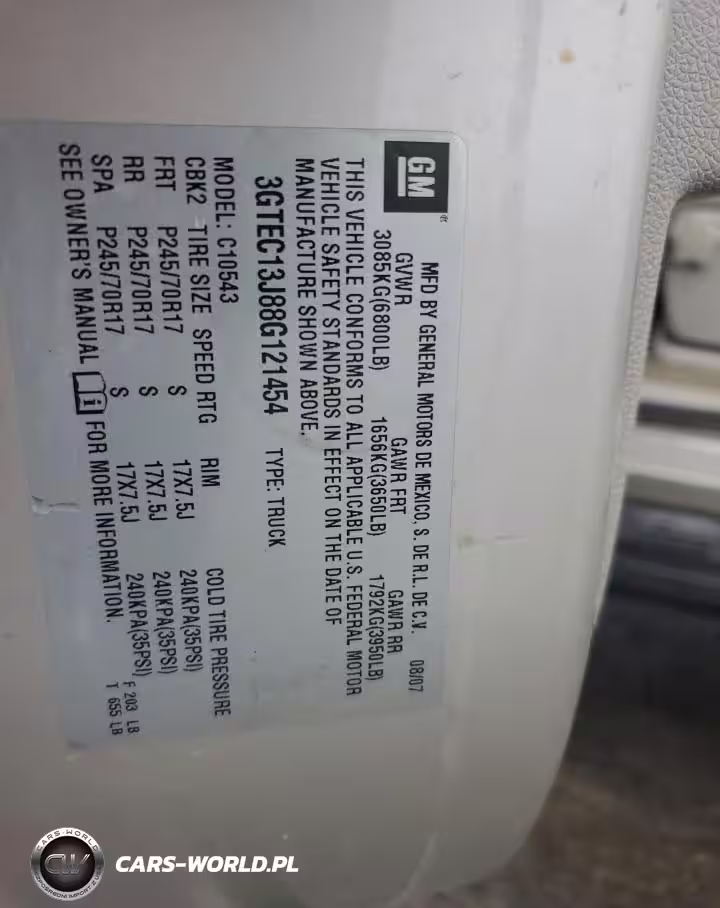 GM
MFD BY GENERAL MOTORS DE MEXICO, S. DE R.L. DE C.V. 08/07
GVWR GAWR FRT GAWR RR
3085KG(6800LB) 1656KG(3650LB) 1792KG(3950LB)
THIS VEHICLE CONFORMS TO ALL APPLICABLE U.S. FEDERAL MOTOR
VEHICLE SAFETY STANDARDS IN EFFECT ON THE DATE OF
MANUFACTURE SHOWN ABOVE.
3GTEC13J88G121454 TYPE: TRUCK
MODEL: C10543
CBK2 TIRE SIZE SPEED RTG RIM COLD TIRE PRESSURE
FRT P245/70R17 S 17X7.5J 240KPA(35PSI)
RR P245/70R17 S 17X7.5J 240KPA(35PSI)
SPA P245/70R17 S 17X7.5J 240KPA(35PSI) F 203 LB
SEE OWNER'S MANUAL FOR MORE INFORMATION. T 655 LB
CARS-WORLD
CW
CARS-WORLD.PL